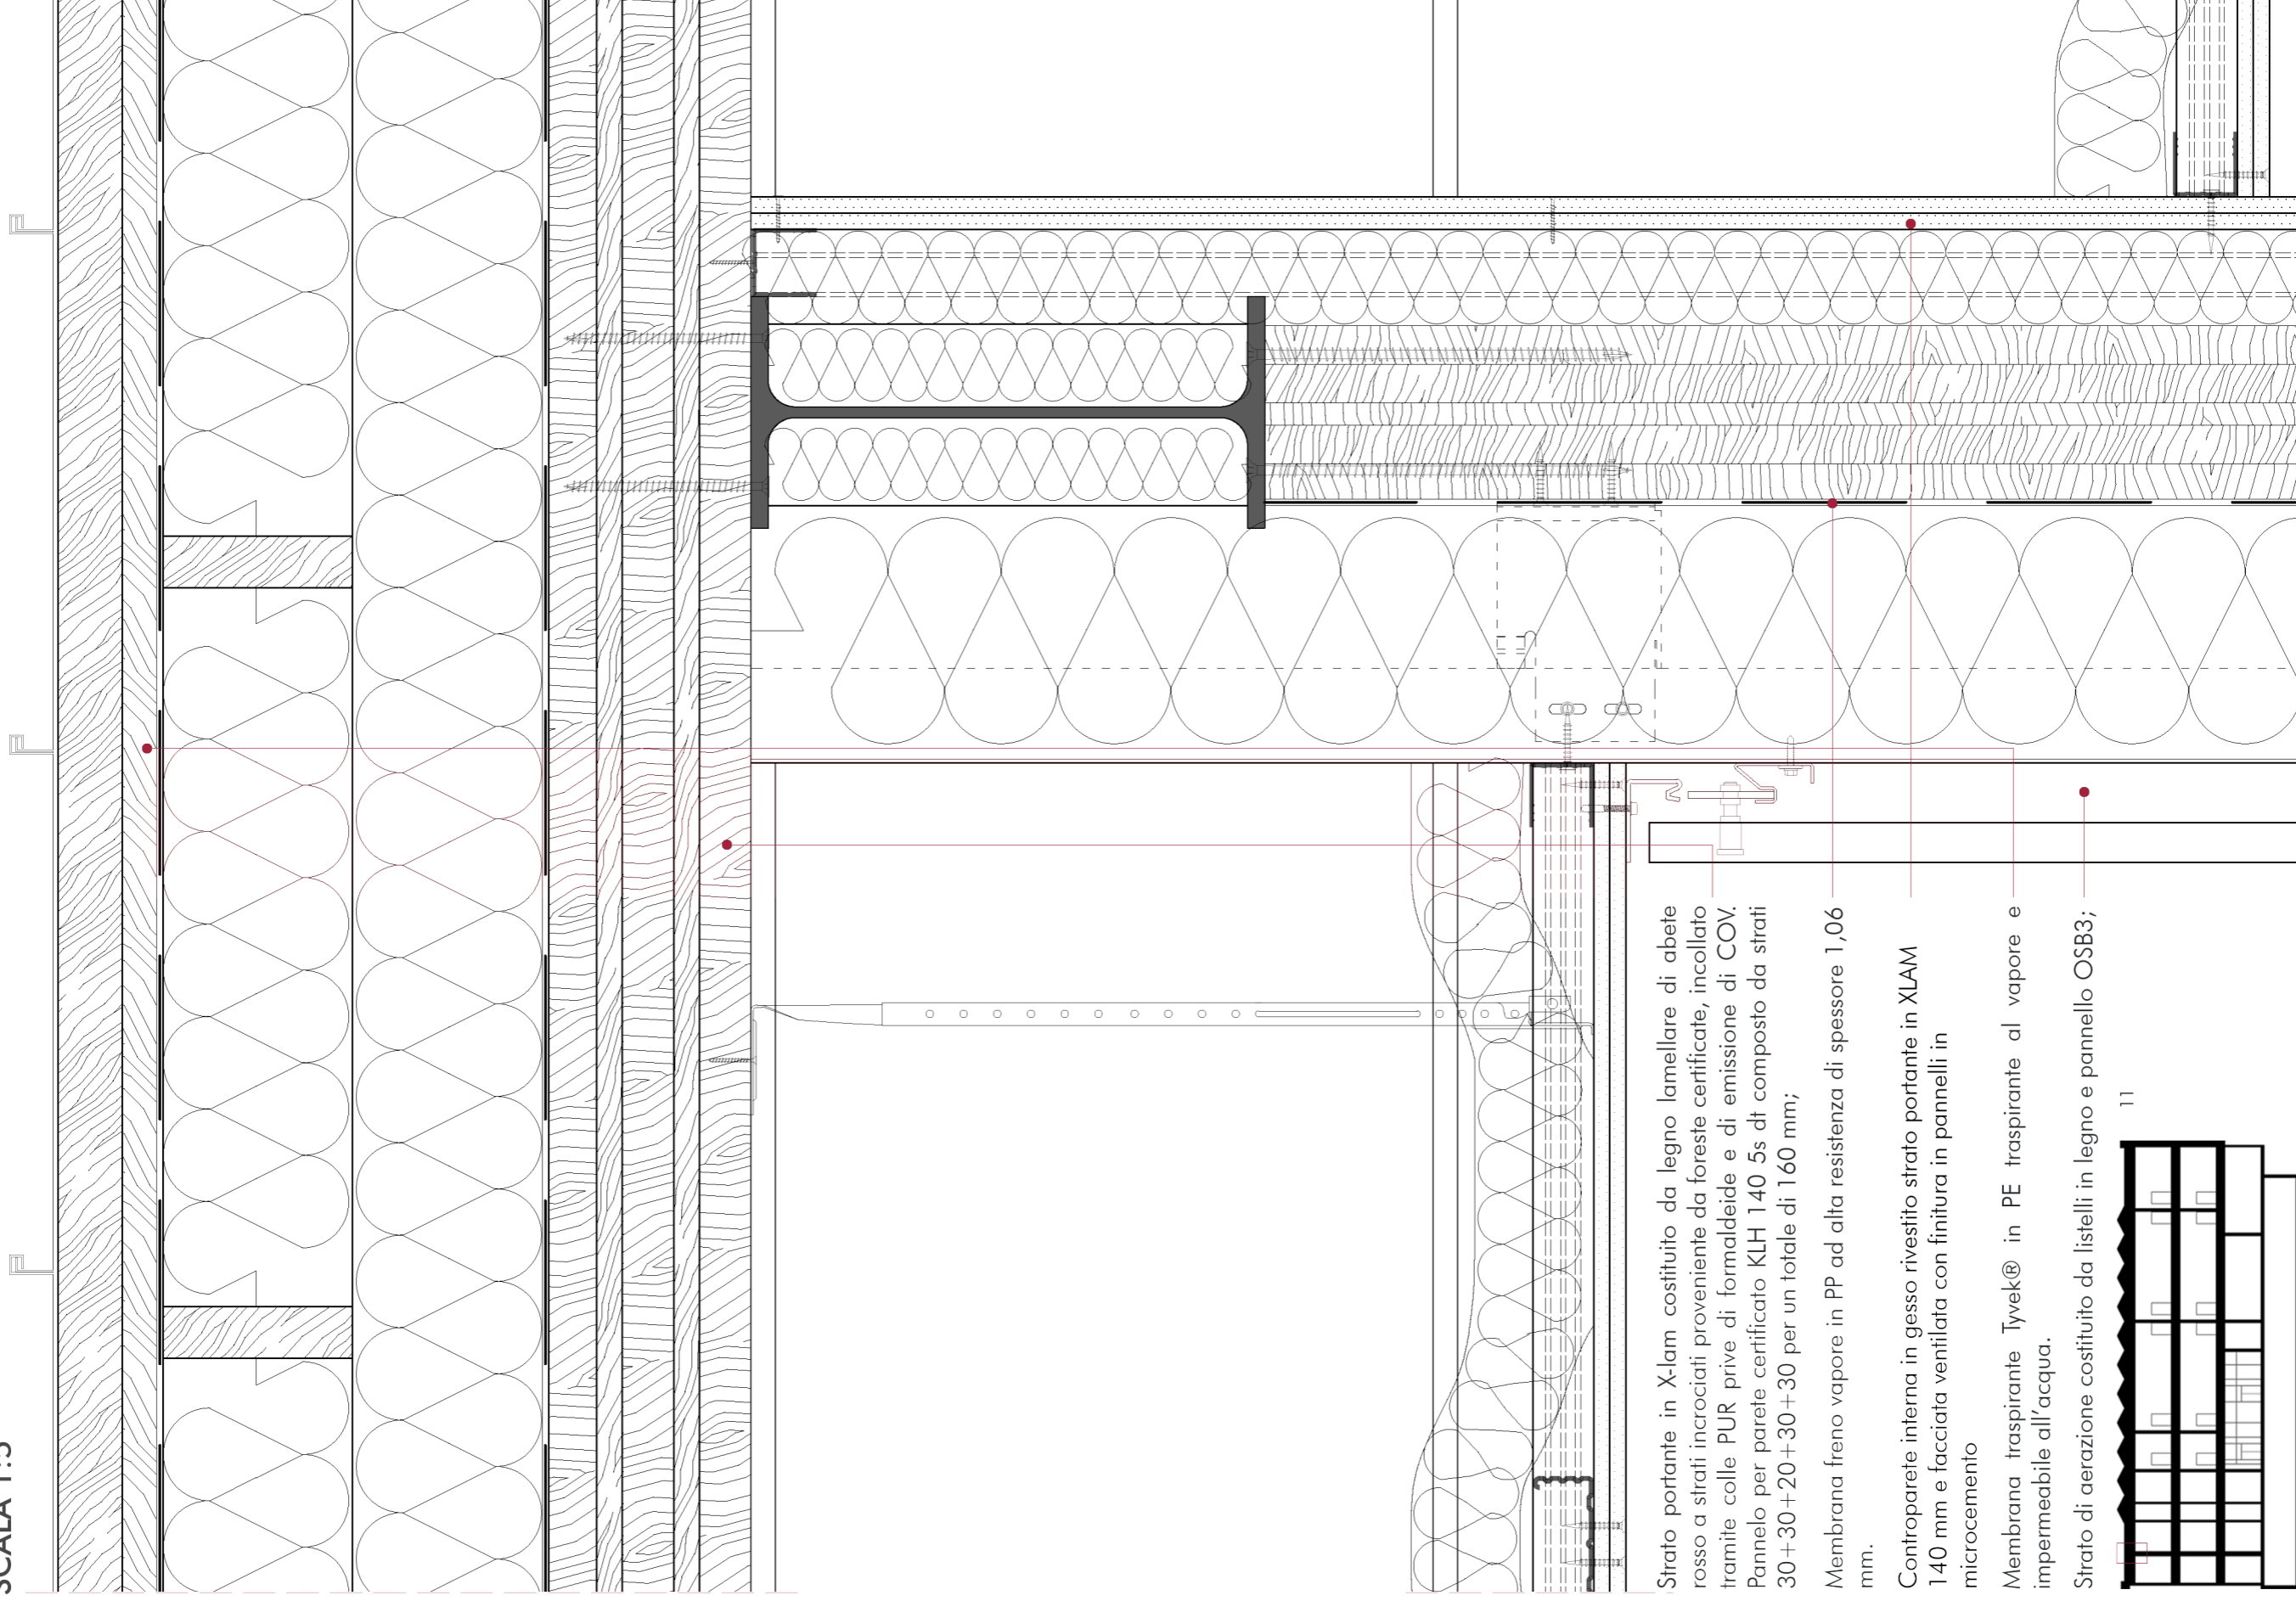 SCALA 1:5
Strato portante in X-lam costituito da legno lamellare di abete
rosso a strati incrociati proveniente da foreste certificate, incollato
tramite colle PUR prive di formaldeide e di emissione di COV.
Pannelo per parete certificato KLH 140 5s dt composto da strati
30+30+20+30+30 per un totale di 160 mm;
Membrana freno vapore in PP ad alta resistenza di spessore 1,06
mm.
Controparete interna in gesso rivestito strato portante in XLAM
140 mm e facciata ventilata con finitura in pannelli in
microcemento
Membrana traspirante Tyvek® in PE traspirante al vapore e
impermeabile all'acqua.
Strato di aerazione costituito da listelli in legno e pannello OSB3;
11